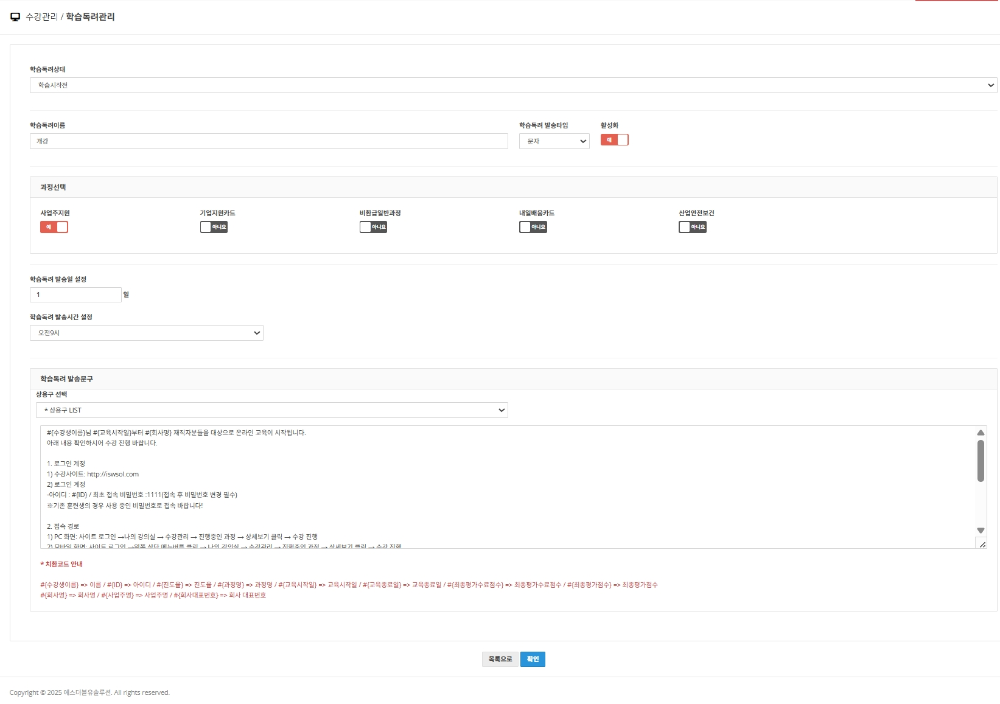 수강관리 / 학습독려관리
학습독려상태
학습시작전
학습독려이름
학습독려 발송타입
활성화
개강
문자
예
과정선택
사업주지원
기업지원카드
비환급일반과정
내일배움카드
산업안전보건
예
아니요
아니요
아니요
아니요
학습독려 발송일 설정
1 일
학습독려 발송시간 설정
오전9시
학습독려 발송문구
상용구 선택
* 상용구 LIST
#{수강생이름}님 #{교육시작일}부터 #{회사명} 재직자분들을 대상으로 온라인 교육이 시작됩니다.
아래 내용 확인하시어 수강 진행 바랍니다.
1. 로그인 계정
1) 수강사이트: http://iswsol.com
2) 로그인 계정
-아이디 : #{ID} / 최초 접속 비밀번호 :1111(접속 후 비밀번호 변경 필수)
※기존 훈련생의 경우 사용 중인 비밀번호로 접속 바랍니다!
2. 접속 경로
1) PC 화면: 사이트 로그인 →나의 강의실 → 수강관리 → 진행중인 과정 → 상세보기 클릭 → 수강 진행
2) 모바일 화면: 사이트 로그인 →왼쪽 상단 메뉴버튼 클릭 → 나의 강의실 → 수강관리 → 진행중인 과정 → 상세보기 클릭 → 수강 진행
* 치환코드 안내
#{수강생이름} => 이름 / #{ID} => 아이디 / #{진도율} => 진도율 / #{과정명} => 과정명 / #{교육시작일} => 교육시작일 / #{교육종료일} => 교육종료일 / #{최종평가수료점수} => 최종평가수료점수 / #{최종평가점수} => 최종평가점수
#{회사명} => 회사명 / #{사업주명} => 사업주명 / #{회사대표번호} => 회사 대표번호
목록으로
확인
Copyright © 2025 에스더블유솔루션. All rights reserved.